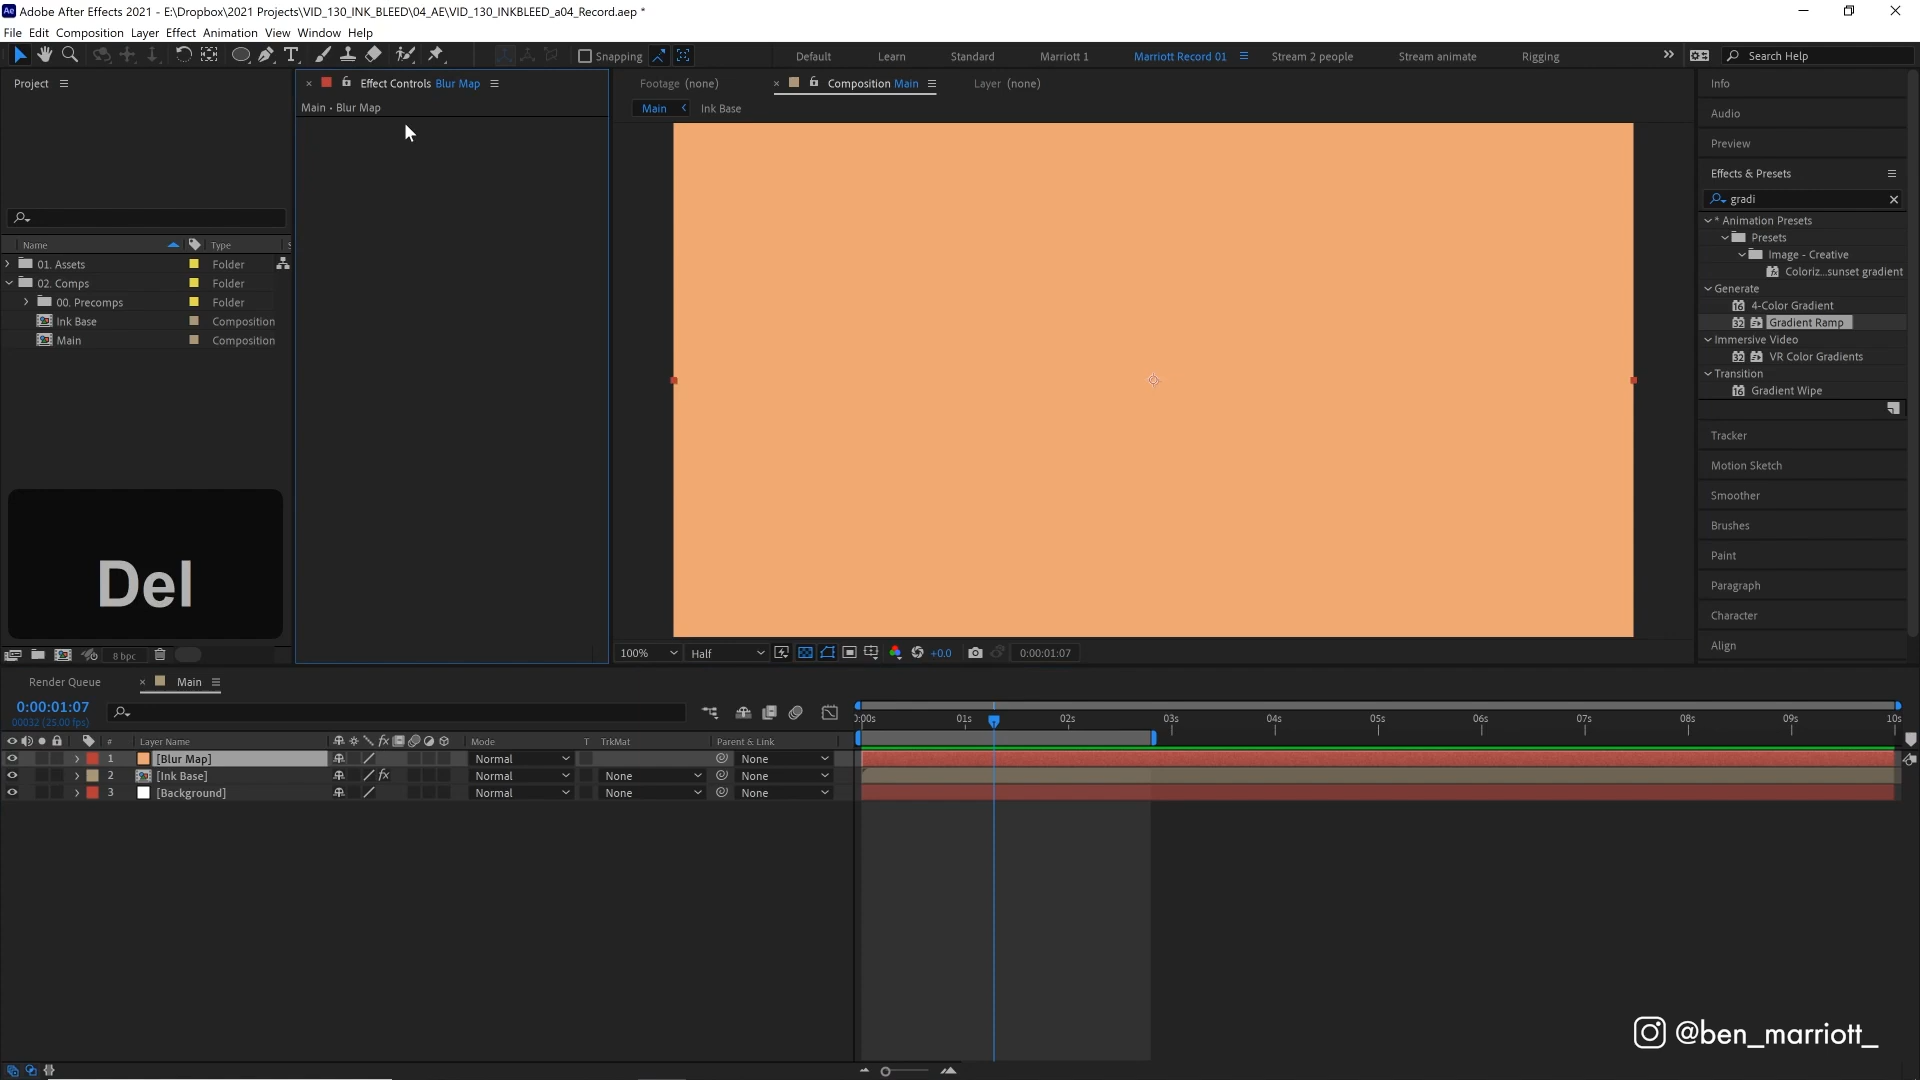 Adobe After Effects 2021 - E:\Dropbox\2021 Projects\VID_130_INK_BLEED\04_AE\VID_130_INKBLEED_a04_Record.aep *
File Edit Composition Layer Effect Animation View Window Help
Snapping
Default Learn Standard Marriott 1 Marriott Record 01 Stream 2 people Stream animate Rigging
Search Help
Project
Effect Controls Blur Map
Main • Blur Map
Footage (none)
Composition Main
Layer (none)
Main
Ink Base
Name
Type
01. Assets Folder
02. Comps Folder
00. Precomps Folder
Ink Base Composition
Main Composition
Del
8 bpc
100%
Half
+0.0
0:00:01:07
Info
Audio
Preview
Effects & Presets
gradi
* Animation Presets
Presets
Image - Creative
Coloriz...sunset gradient
Generate
4-Color Gradient
Gradient Ramp
Immersive Video
VR Color Gradients
Transition
Gradient Wipe
Tracker
Motion Sketch
Smoother
Brushes
Paint
Paragraph
Character
Align
Render Queue
Main
0:00:01:07
00032 (25.00 fps)
# Layer Name Mode T TrkMat Parent & Link
1 [Blur Map] Normal None
2 [Ink Base] Normal None None
3 [Background] Normal None None
:00s 01s 02s 03s 04s 05s 06s 07s 08s 09s 10s
@ben_marriott_